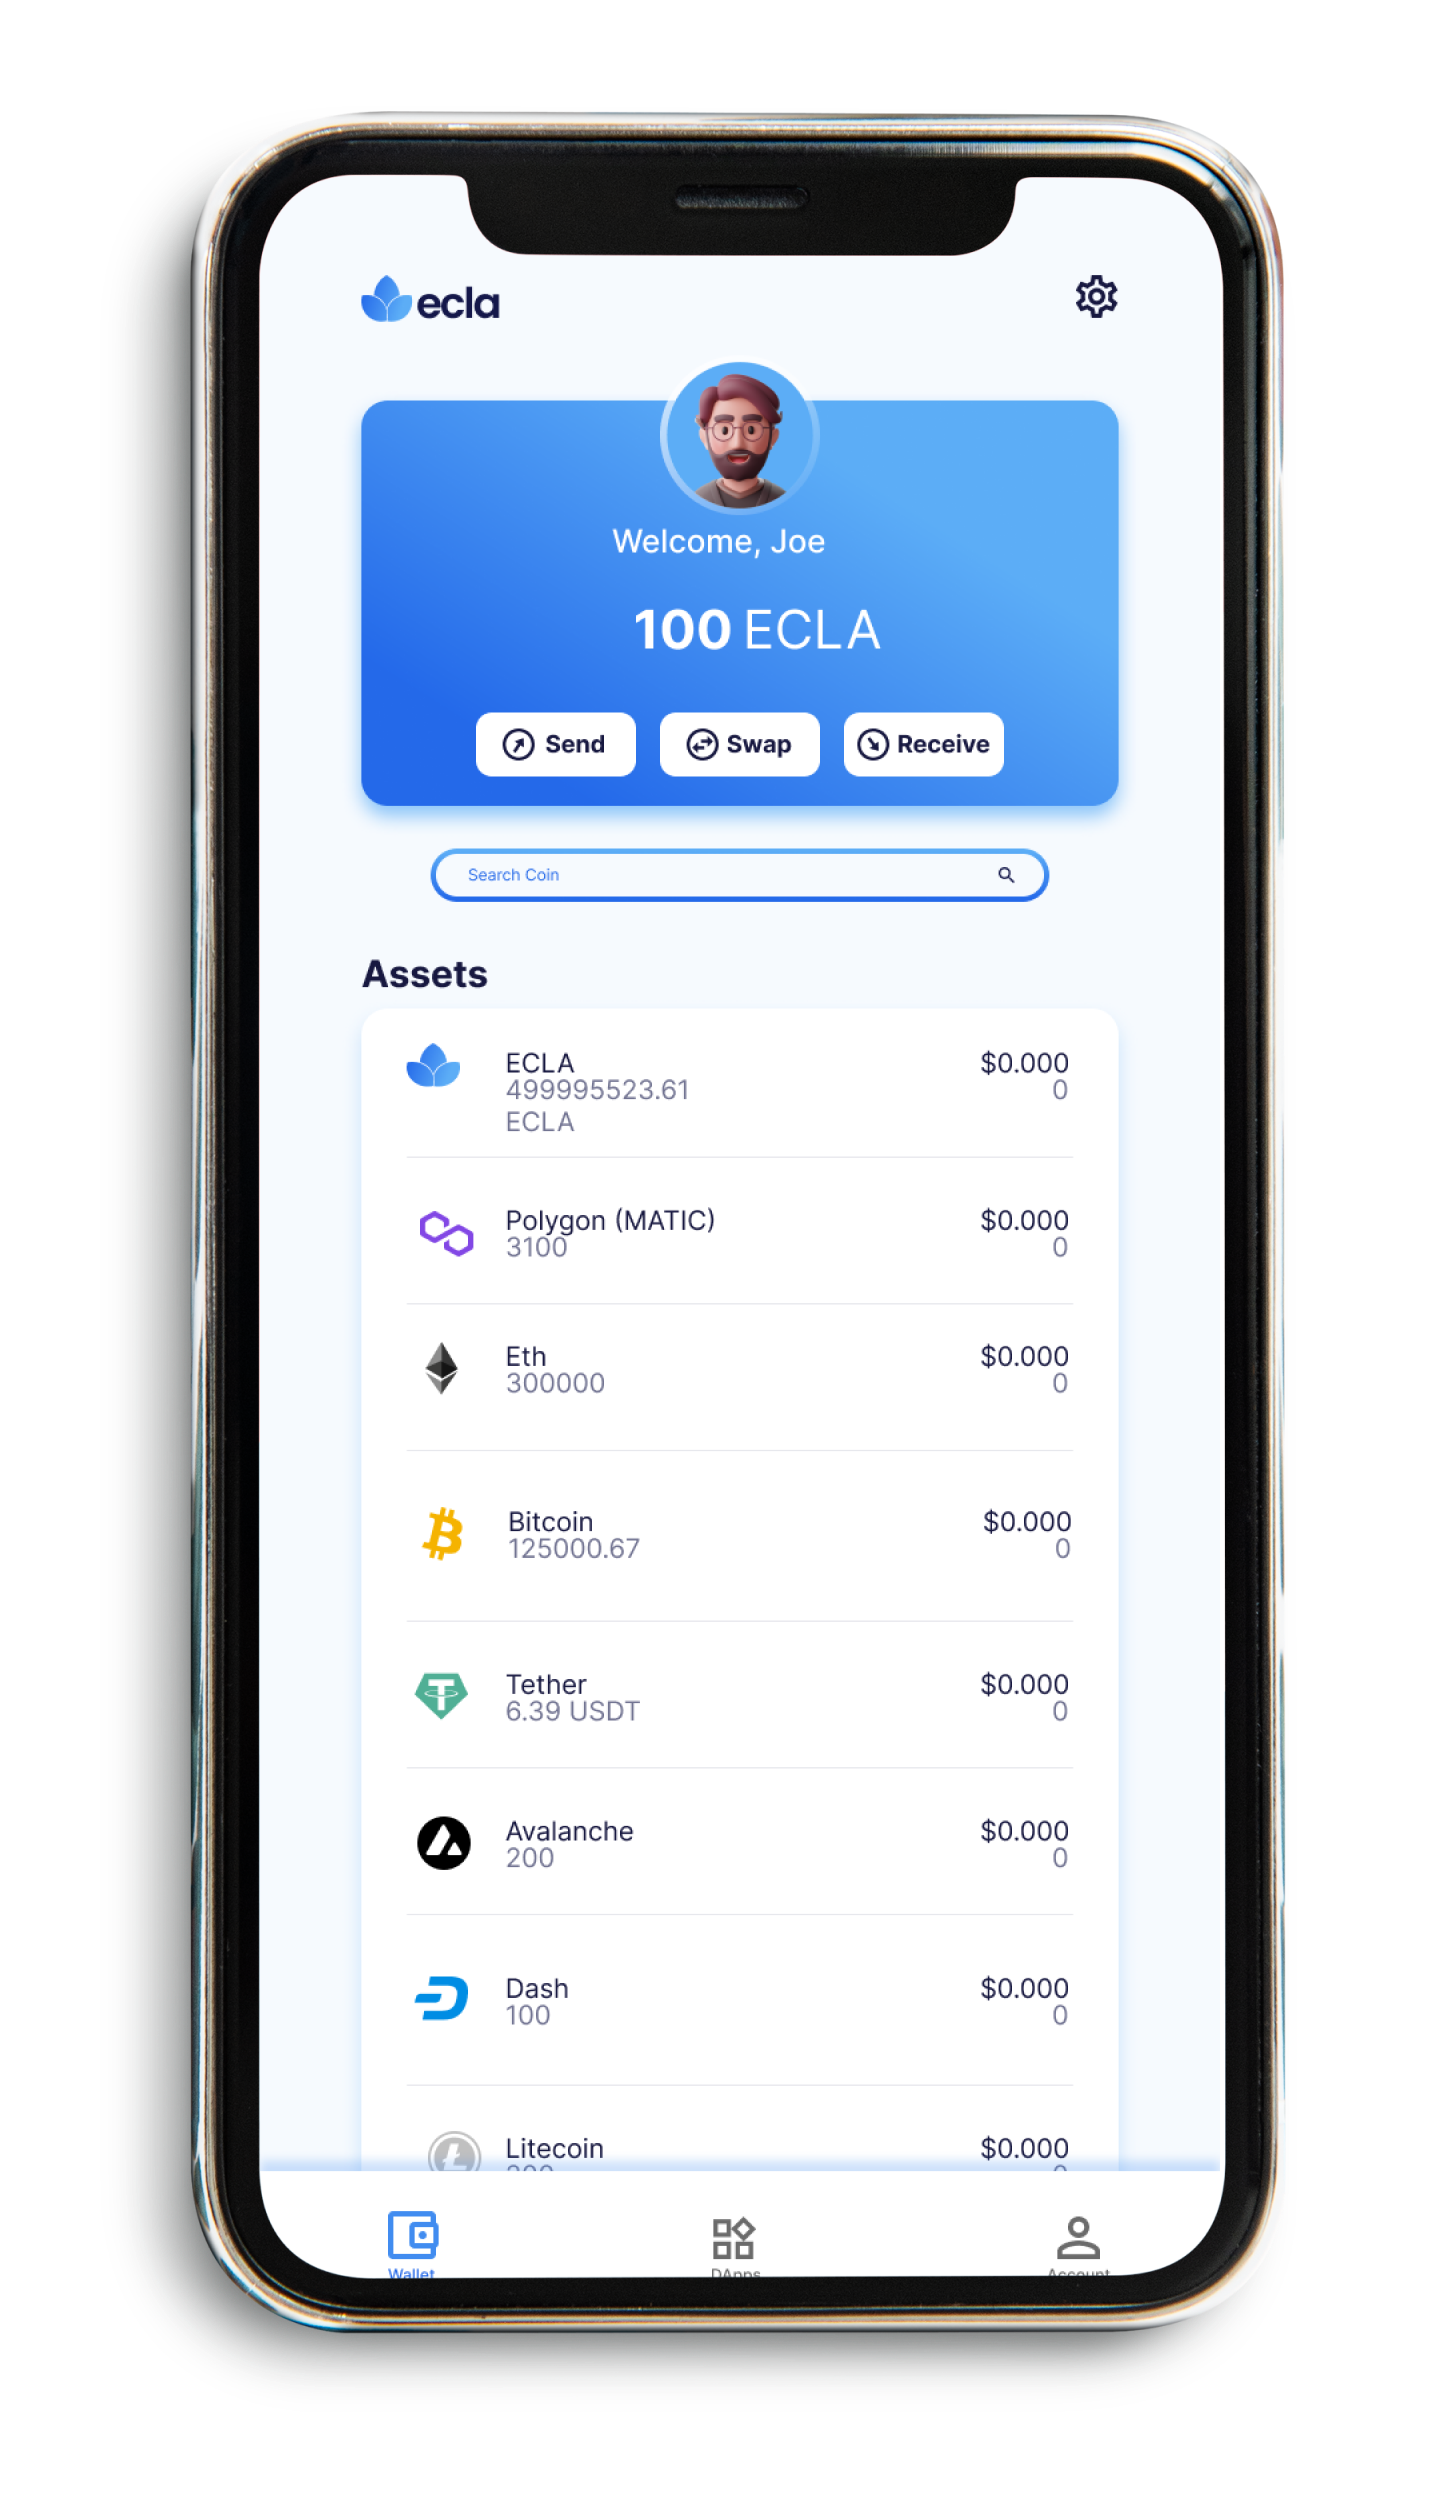 ecla
Welcome, Joe
100 ECLA
Send
Swap
Receive
Search Coin
Assets
ECLA
$0.000
499995523.61
0
ECLA
Polygon (MATIC)
$0.000
3100
0
Eth
$0.000
300000
0
Bitcoin
$0.000
125000.67
0
Tether
$0.000
6.39 USDT
0
Avalanche
$0.000
200
0
Dash
$0.000
100
0
Litecoin
$0.000
Wallet
DApps
Account